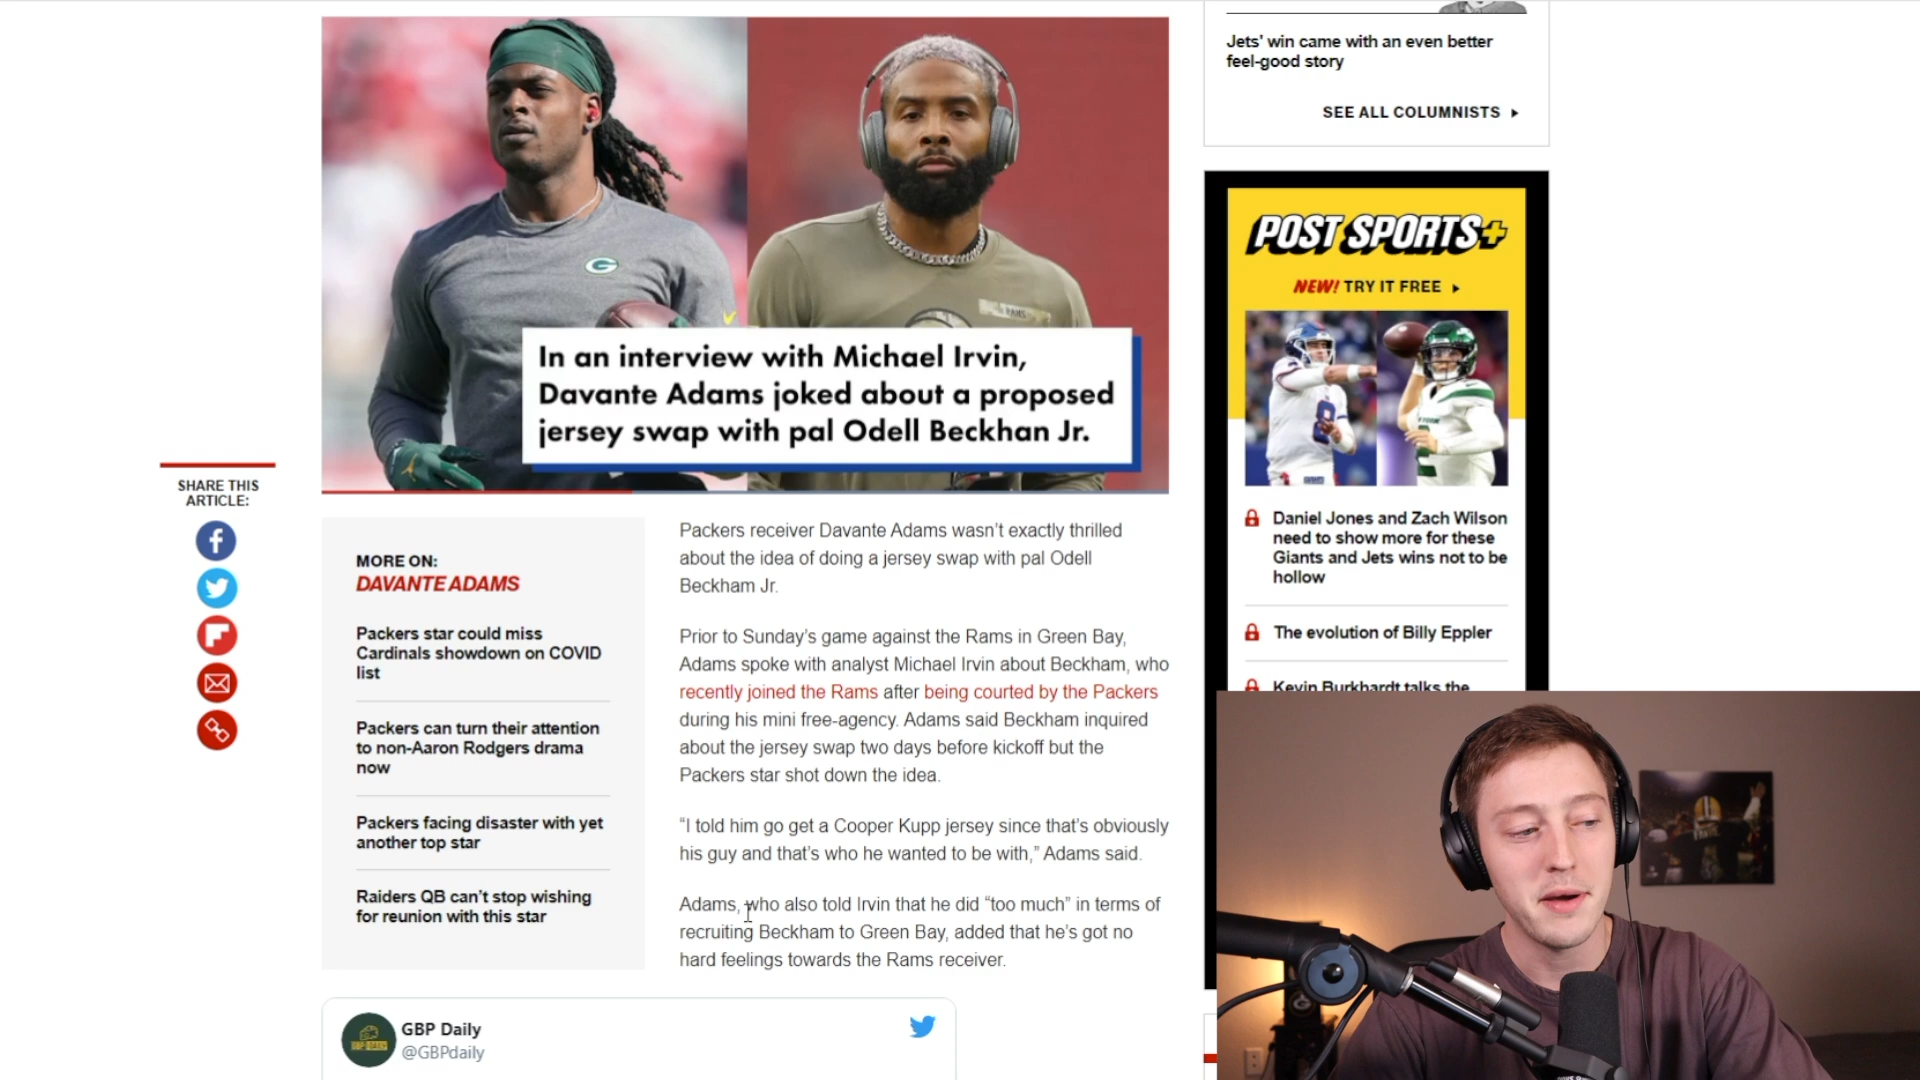 Jets' win came with an even better
feel-good story
SEE ALL COLUMNISTS
G
RAMS
In an interview with Michael Irvin,
Davante Adams joked about a proposed
jersey swap with pal Odell Beckhan Jr.
SHARE THIS
ARTICLE:
MORE ON:
DAVANTE ADAMS
Packers star could miss
Cardinals showdown on COVID
list
Packers can turn their attention
to non-Aaron Rodgers drama
now
Packers facing disaster with yet
another top star
Raiders QB can’t stop wishing
for reunion with this star
Packers receiver Davante Adams wasn’t exactly thrilled
about the idea of doing a jersey swap with pal Odell
Beckham Jr.
Prior to Sunday’s game against the Rams in Green Bay,
Adams spoke with analyst Michael Irvin about Beckham, who
recently joined the Rams after being courted by the Packers
during his mini free-agency. Adams said Beckham inquired
about the jersey swap two days before kickoff but the
Packers star shot down the idea.
“I told him go get a Cooper Kupp jersey since that’s obviously
his guy and that’s who he wanted to be with,” Adams said.
Adams, who also told Irvin that he did “too much” in terms of
recruiting Beckham to Green Bay, added that he’s got no
hard feelings towards the Rams receiver.
GBP Daily
@GBPdaily
POST SPORTS+
NEW! TRY IT FREE
8
2
Daniel Jones and Zach Wilson
need to show more for these
Giants and Jets wins not to be
hollow
The evolution of Billy Eppler
Kevin Burkhardt talks the
FAVRE